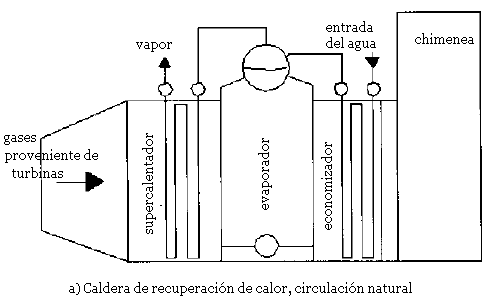 entrada
del agua
vapor
chimenea
gases
proveniente de
turbinas
supercalentador
evaporador
economizador
a) Caldera de recuperación de calor, circulación natural